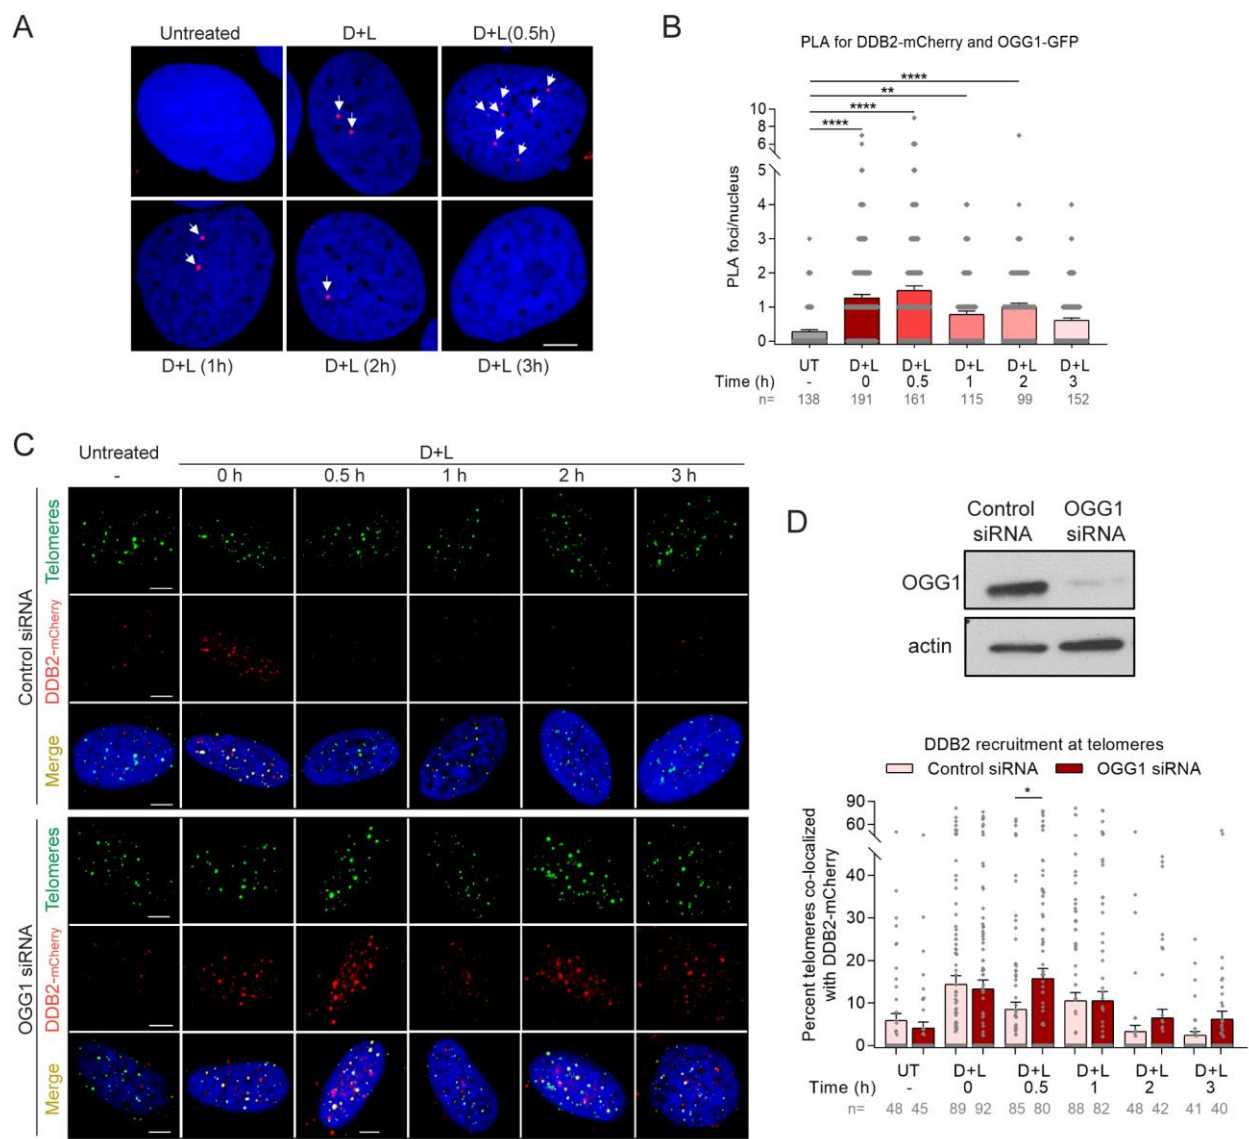 A
Untreated
D+L
D+L(0.5h)
D+L (1h)
D+L (2h)
D+L (3h)
B
PLA for DDB2-mCherry and OGG1-GFP
****
**
****
****
PLA foci/nucleus
10
8
6
5
4
3
2
1
0
UT D+L D+L D+L D+L D+L
Time (h) - 0 0.5 1 2 3
n= 138 191 161 115 99 152
C
Untreated D+L
- 0 h 0.5 h 1 h 2 h 3 h
Control siRNA
Telomeres
DDB2-mCherry
Merge
OGG1 siRNA
Telomeres
DDB2-mCherry
Merge
D
Control siRNA
OGG1 siRNA
OGG1
actin
DDB2 recruitment at telomeres
Control siRNA OGG1 siRNA
*
Percent telomeres co-localized
with DDB2-mCherry
90
60
40
30
20
10
0
UT D+L D+L D+L D+L D+L
Time (h) - 0 0.5 1 2 3
n= 48 45 89 92 85 80 88 82 48 42 41 40